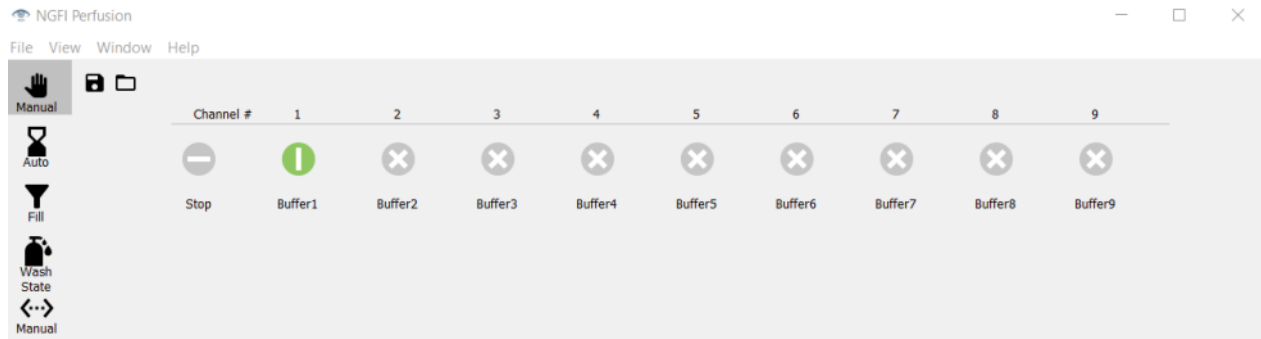 NGFI Perfusion
File View Window Help
Manual
Channel # 1 2 3 4 5 6 7 8 9
Auto
Stop Buffer1 Buffer2 Buffer3 Buffer4 Buffer5 Buffer6 Buffer7 Buffer8 Buffer9
Fill
Wash
State
Manual